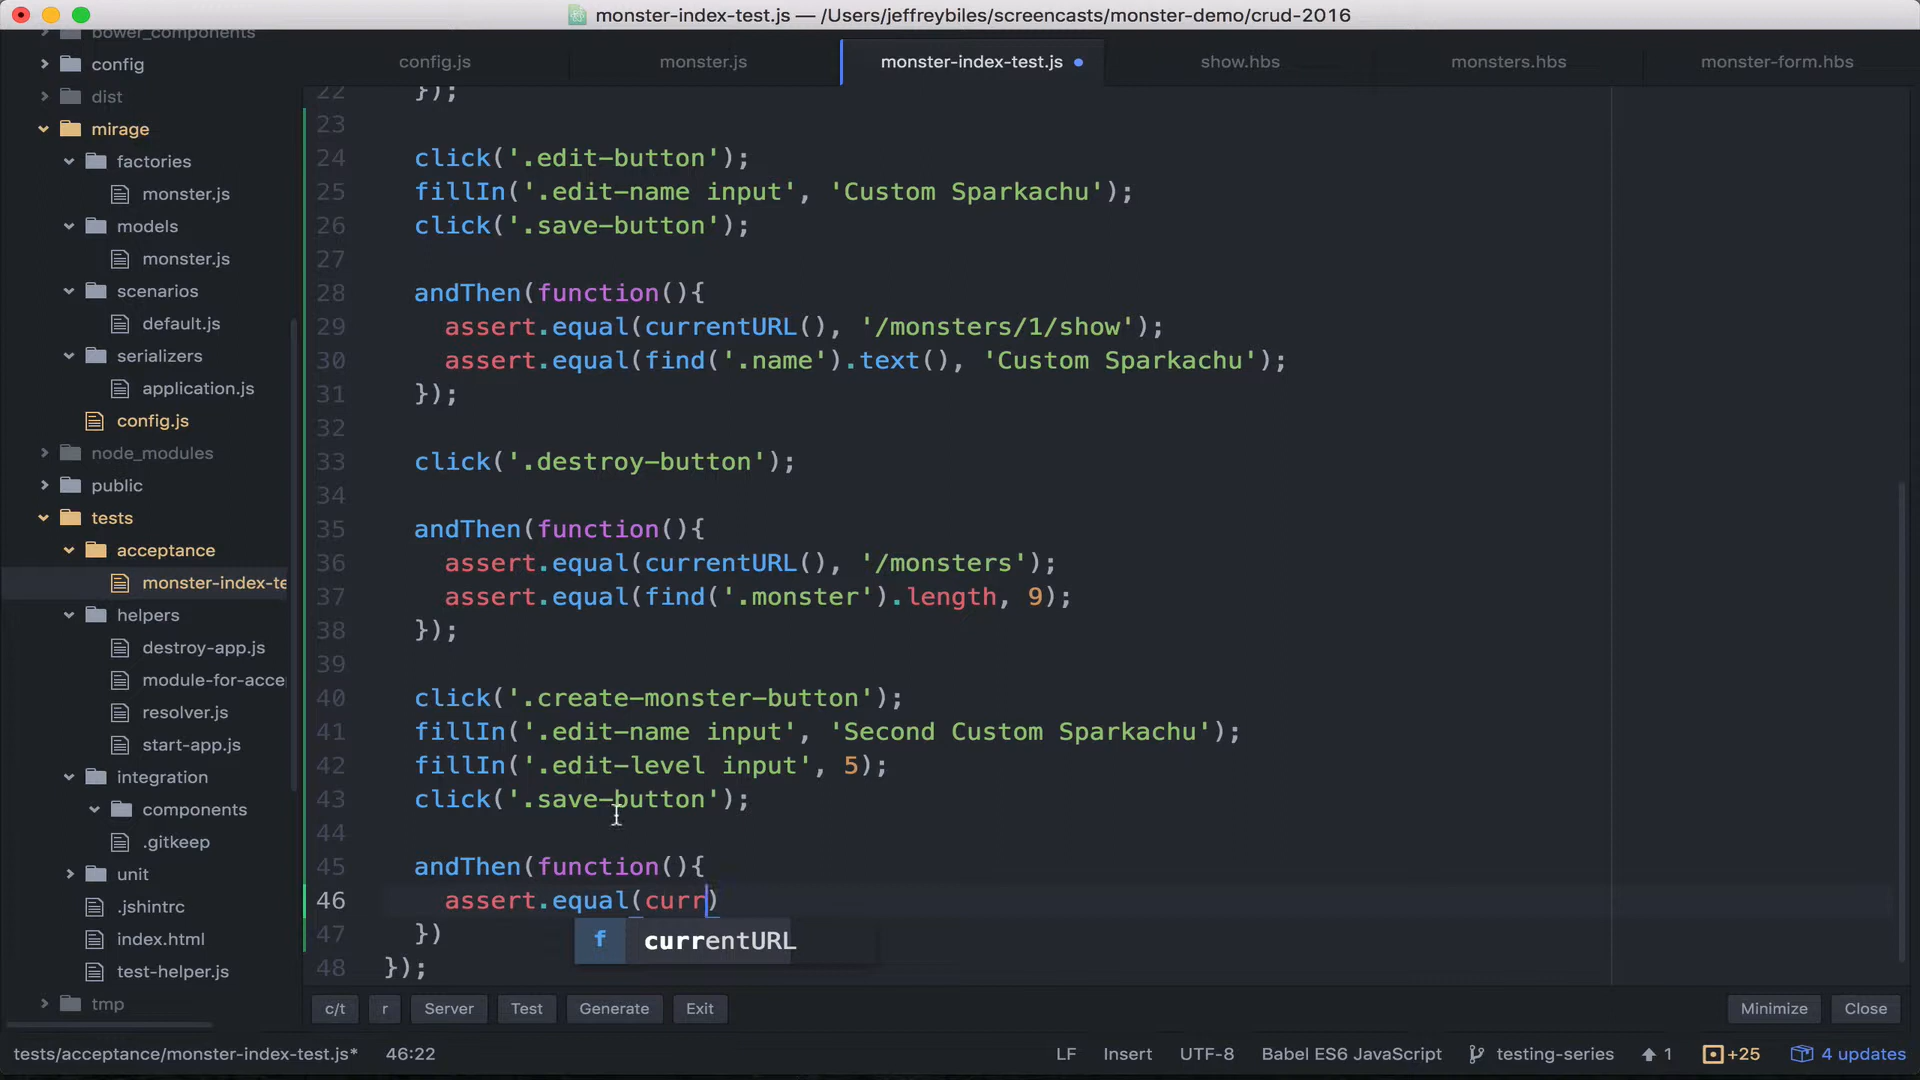 monster-index-test.js — /Users/jeffreybiles/screencasts/monster-demo/crud-2016
bower_components
config
dist
mirage
factories
monster.js
models
monster.js
scenarios
default.js
serializers
application.js
config.js
node_modules
public
tests
acceptance
monster-index-te
helpers
destroy-app.js
module-for-acce
resolver.js
start-app.js
integration
components
.gitkeep
unit
.jshintrc
index.html
test-helper.js
tmp
config.js monster.js monster-index-test.js show.hbs monsters.hbs monster-form.hbs
22 });
23
24 click('.edit-button');
25 fillIn('.edit-name input', 'Custom Sparkachu');
26 click('.save-button');
27
28 andThen(function(){
29 assert.equal(currentURL(), '/monsters/1/show');
30 assert.equal(find('.name').text(), 'Custom Sparkachu');
31 });
32
33 click('.destroy-button');
34
35 andThen(function(){
36 assert.equal(currentURL(), '/monsters');
37 assert.equal(find('.monster').length, 9);
38 });
39
40 click('.create-monster-button');
41 fillIn('.edit-name input', 'Second Custom Sparkachu');
42 fillIn('.edit-level input', 5);
43 click('.save-button');
44
45 andThen(function(){
46 assert.equal(curr)
47 })
f currentURL
48 });
c/t r Server Test Generate Exit Minimize Close
tests/acceptance/monster-index-test.js* 46:22 LF Insert UTF-8 Babel ES6 JavaScript testing-series 1 +25 4 updates